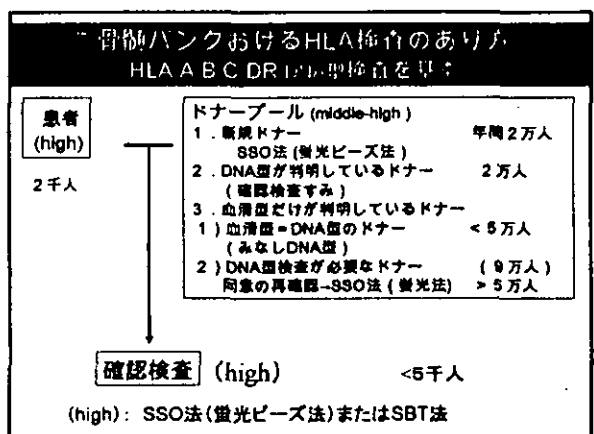 骨髄バンクおけるHLA検査のあり方
HLA A B C DR DNA型検査を基本
患者
(high)
2千人
ドナープール (middle-high)
1．新規ドナー 年間2万人
SSO法(蛍光ビーズ法)
2．DNA型が判明しているドナー 2万人
(確認検査すみ)
3．血清型だけが判明しているドナー
1) 血清型=DNA型のドナー <5万人
(みなしDNA型)
2) DNA型検査が必要なドナー (9万人)
同意の再確認→SSO法(蛍光法) >5万人
確認検査 (high) <5千人
(high): SSO法(蛍光ビーズ法)またはSBT法